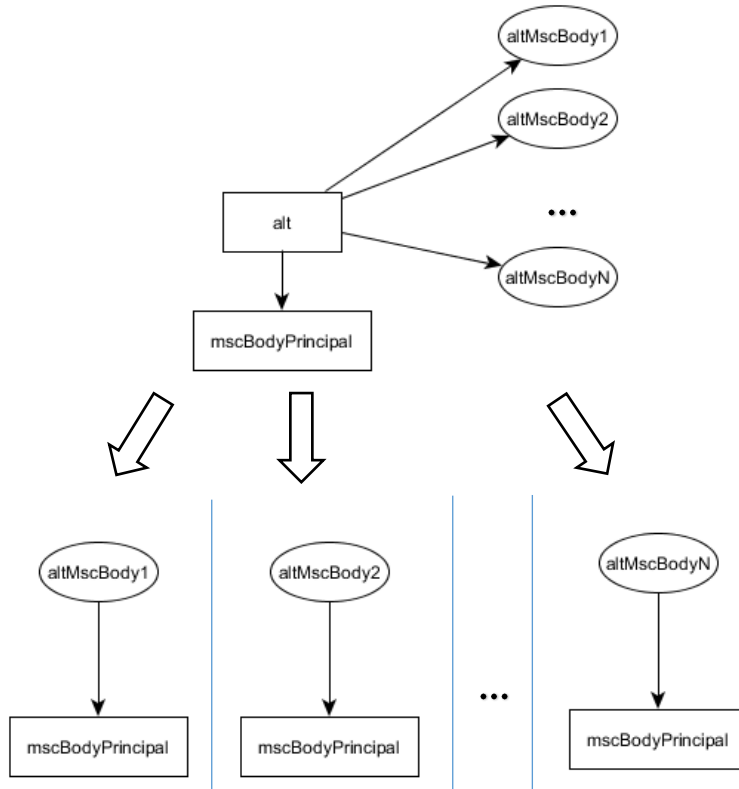 altMscBody1
altMscBody2
...
alt
altMscBodyN
mscBodyPrincipal
altMscBody1
altMscBody2
altMscBodyN
...
mscBodyPrincipal
mscBodyPrincipal
mscBodyPrincipal